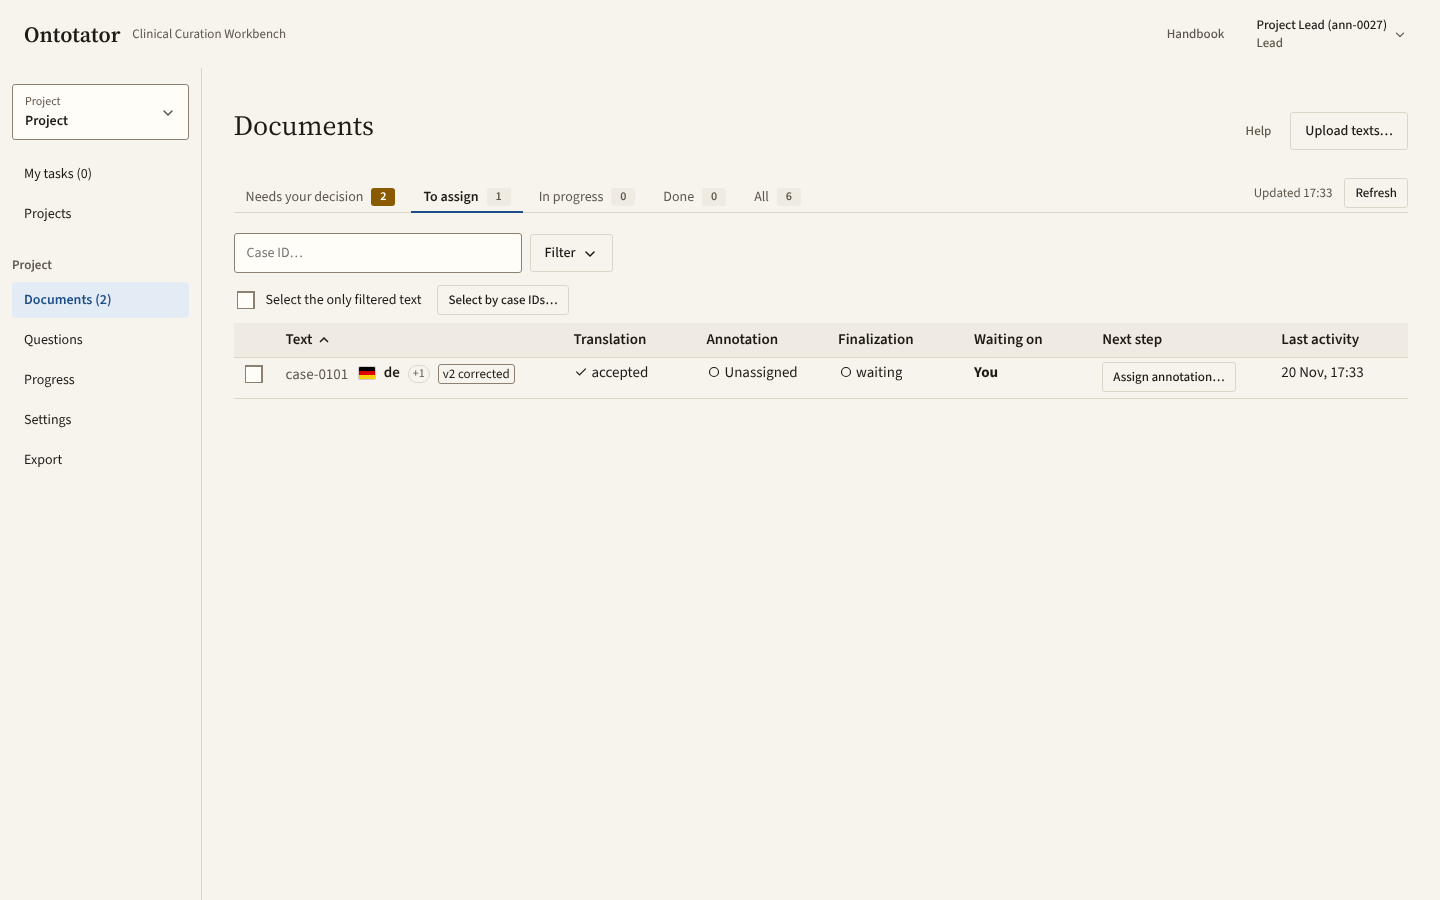 Ontotator Clinical Curation Workbench
Handbook
Project Lead (ann-0027)
Lead
Project
Project
My tasks (0)
Projects
Project
Documents (2)
Questions
Progress
Settings
Export
Documents
Help
Upload texts…
Needs your decision 2
To assign 1
In progress 0
Done 0
All 6
Updated 17:33
Refresh
Case ID…
Filter
Select the only filtered text
Select by case IDs…
Text Translation Annotation Finalization Waiting on Next step Last activity
case-0101 de +1 v2 corrected accepted Unassigned waiting You Assign annotation… 20 Nov, 17:33